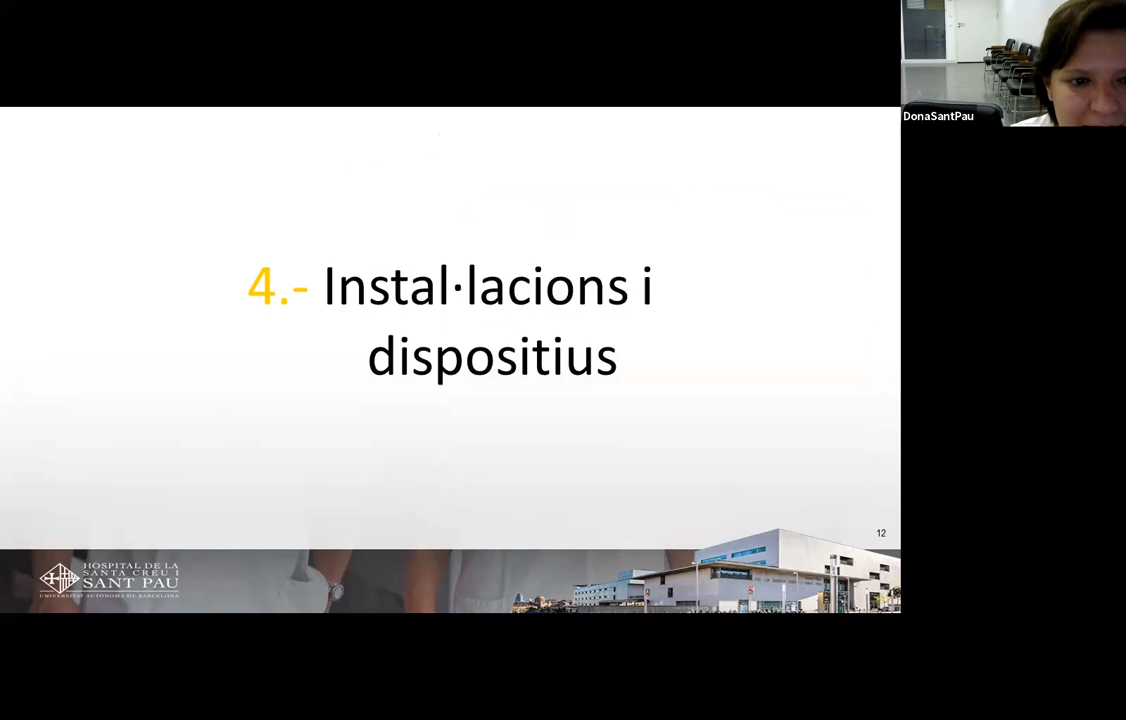 DonaSantPau
4.- Instal·lacions i
dispositius
12
HOSPITAL DE LA
SANTA CREU I
SANT PAU
UNIVERSITAT AUTÒNOMA DE BARCELONA